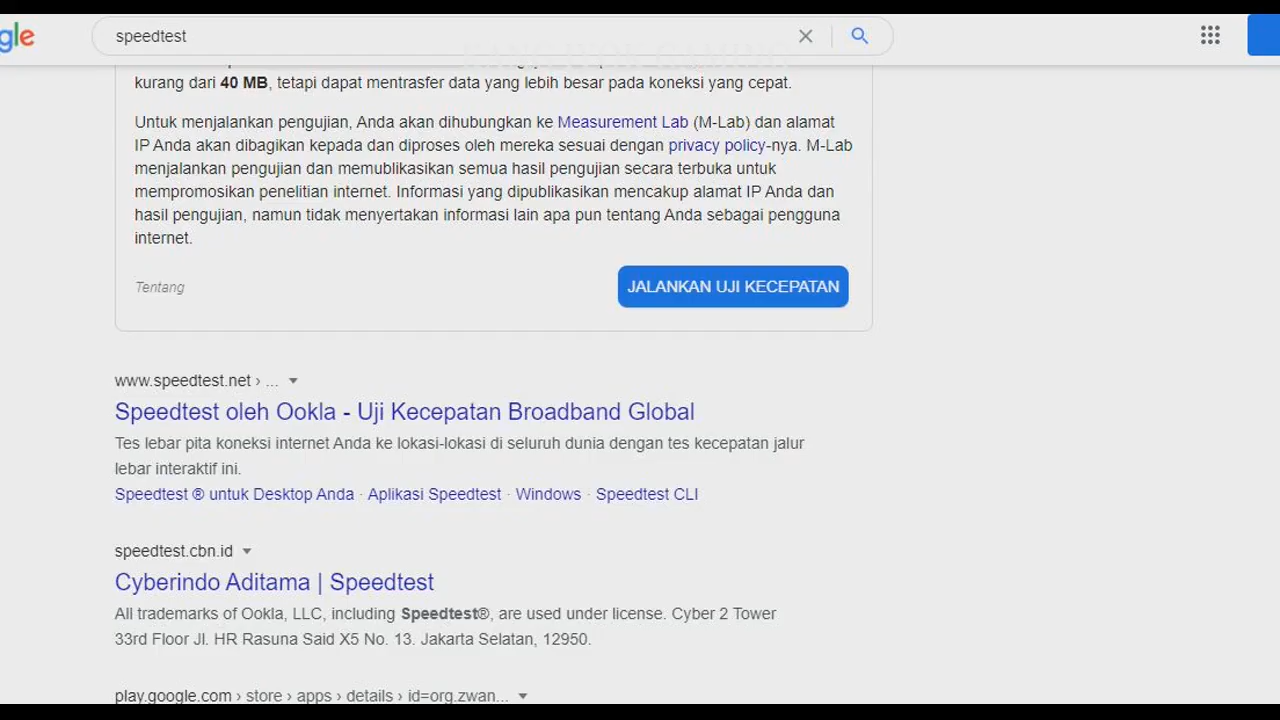 gle
speedtest
kurang dari 40 MB, tetapi dapat mentrasfer data yang lebih besar pada koneksi yang cepat.
Untuk menjalankan pengujian, Anda akan dihubungkan ke Measurement Lab (M-Lab) dan alamat
IP Anda akan dibagikan kepada dan diproses oleh mereka sesuai dengan privacy policy-nya. M-Lab
menjalankan pengujian dan memublikasikan semua hasil pengujian secara terbuka untuk
mempromosikan penelitian internet. Informasi yang dipublikasikan mencakup alamat IP Anda dan
hasil pengujian, namun tidak menyertakan informasi lain apa pun tentang Anda sebagai pengguna
internet.
Tentang
JALANKAN UJI KECEPATAN
www.speedtest.net › ...
Speedtest oleh Ookla - Uji Kecepatan Broadband Global
Tes lebar pita koneksi internet Anda ke lokasi-lokasi di seluruh dunia dengan tes kecepatan jalur
lebar interaktif ini.
Speedtest ® untuk Desktop Anda · Aplikasi Speedtest · Windows · Speedtest CLI
speedtest.cbn.id
Cyberindo Aditama | Speedtest
All trademarks of Ookla, LLC, including Speedtest®, are used under license. Cyber 2 Tower
33rd Floor Jl. HR Rasuna Said X5 No. 13. Jakarta Selatan, 12950.
play.google.com › store › apps › details › id=org.zwan...